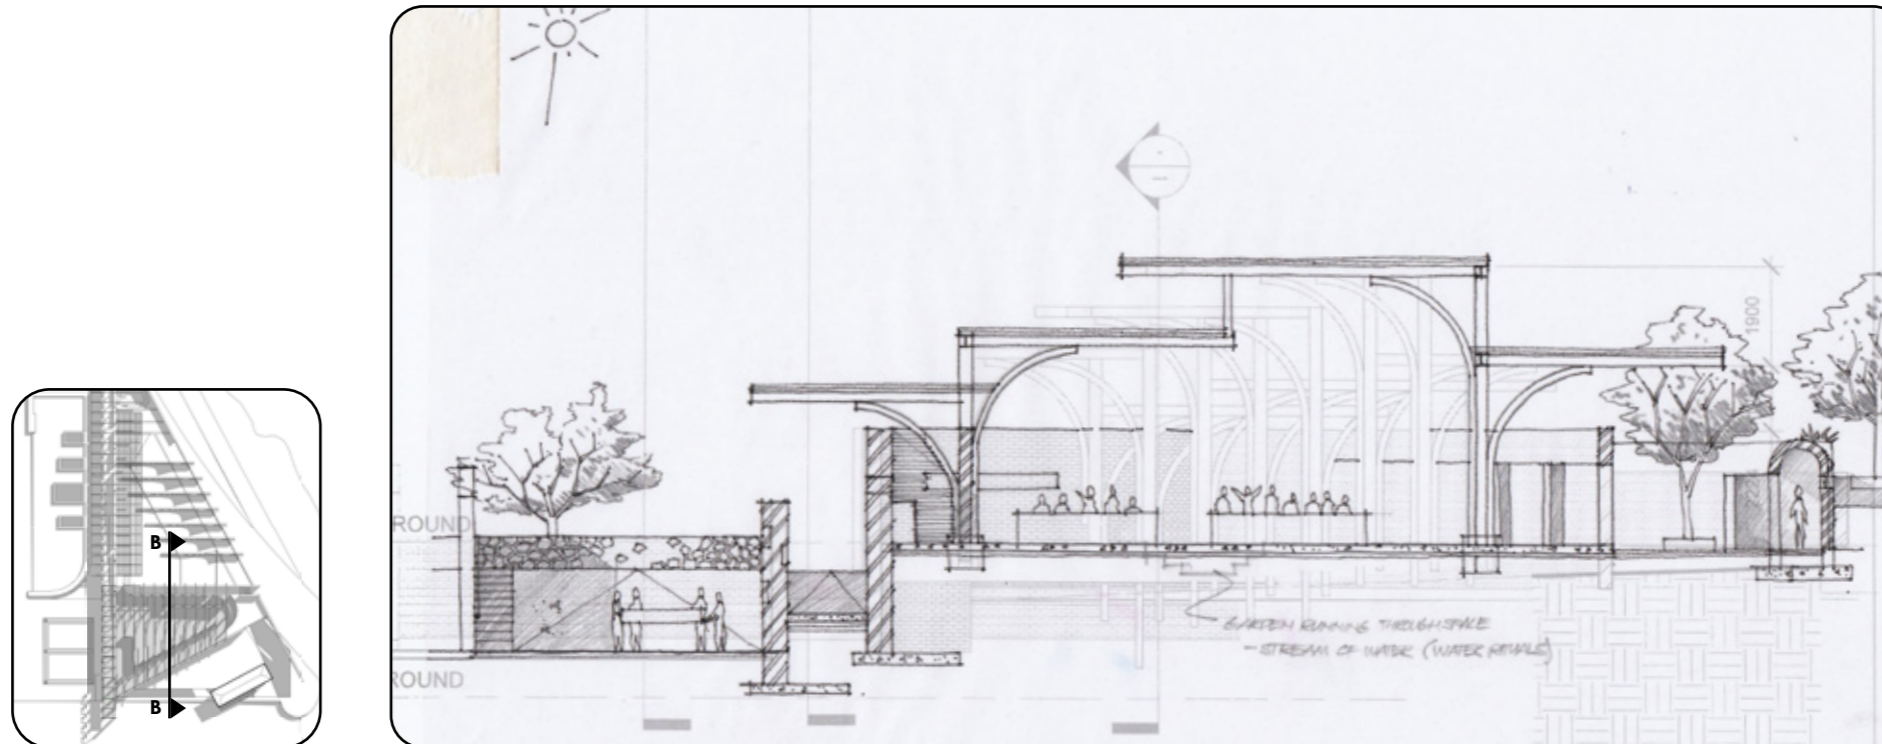 B
B
ROUND
ROUND
1900
GARDEN RUNNING THROUGH SPACE
- STREAM OF WATER (WATER RITUALS)